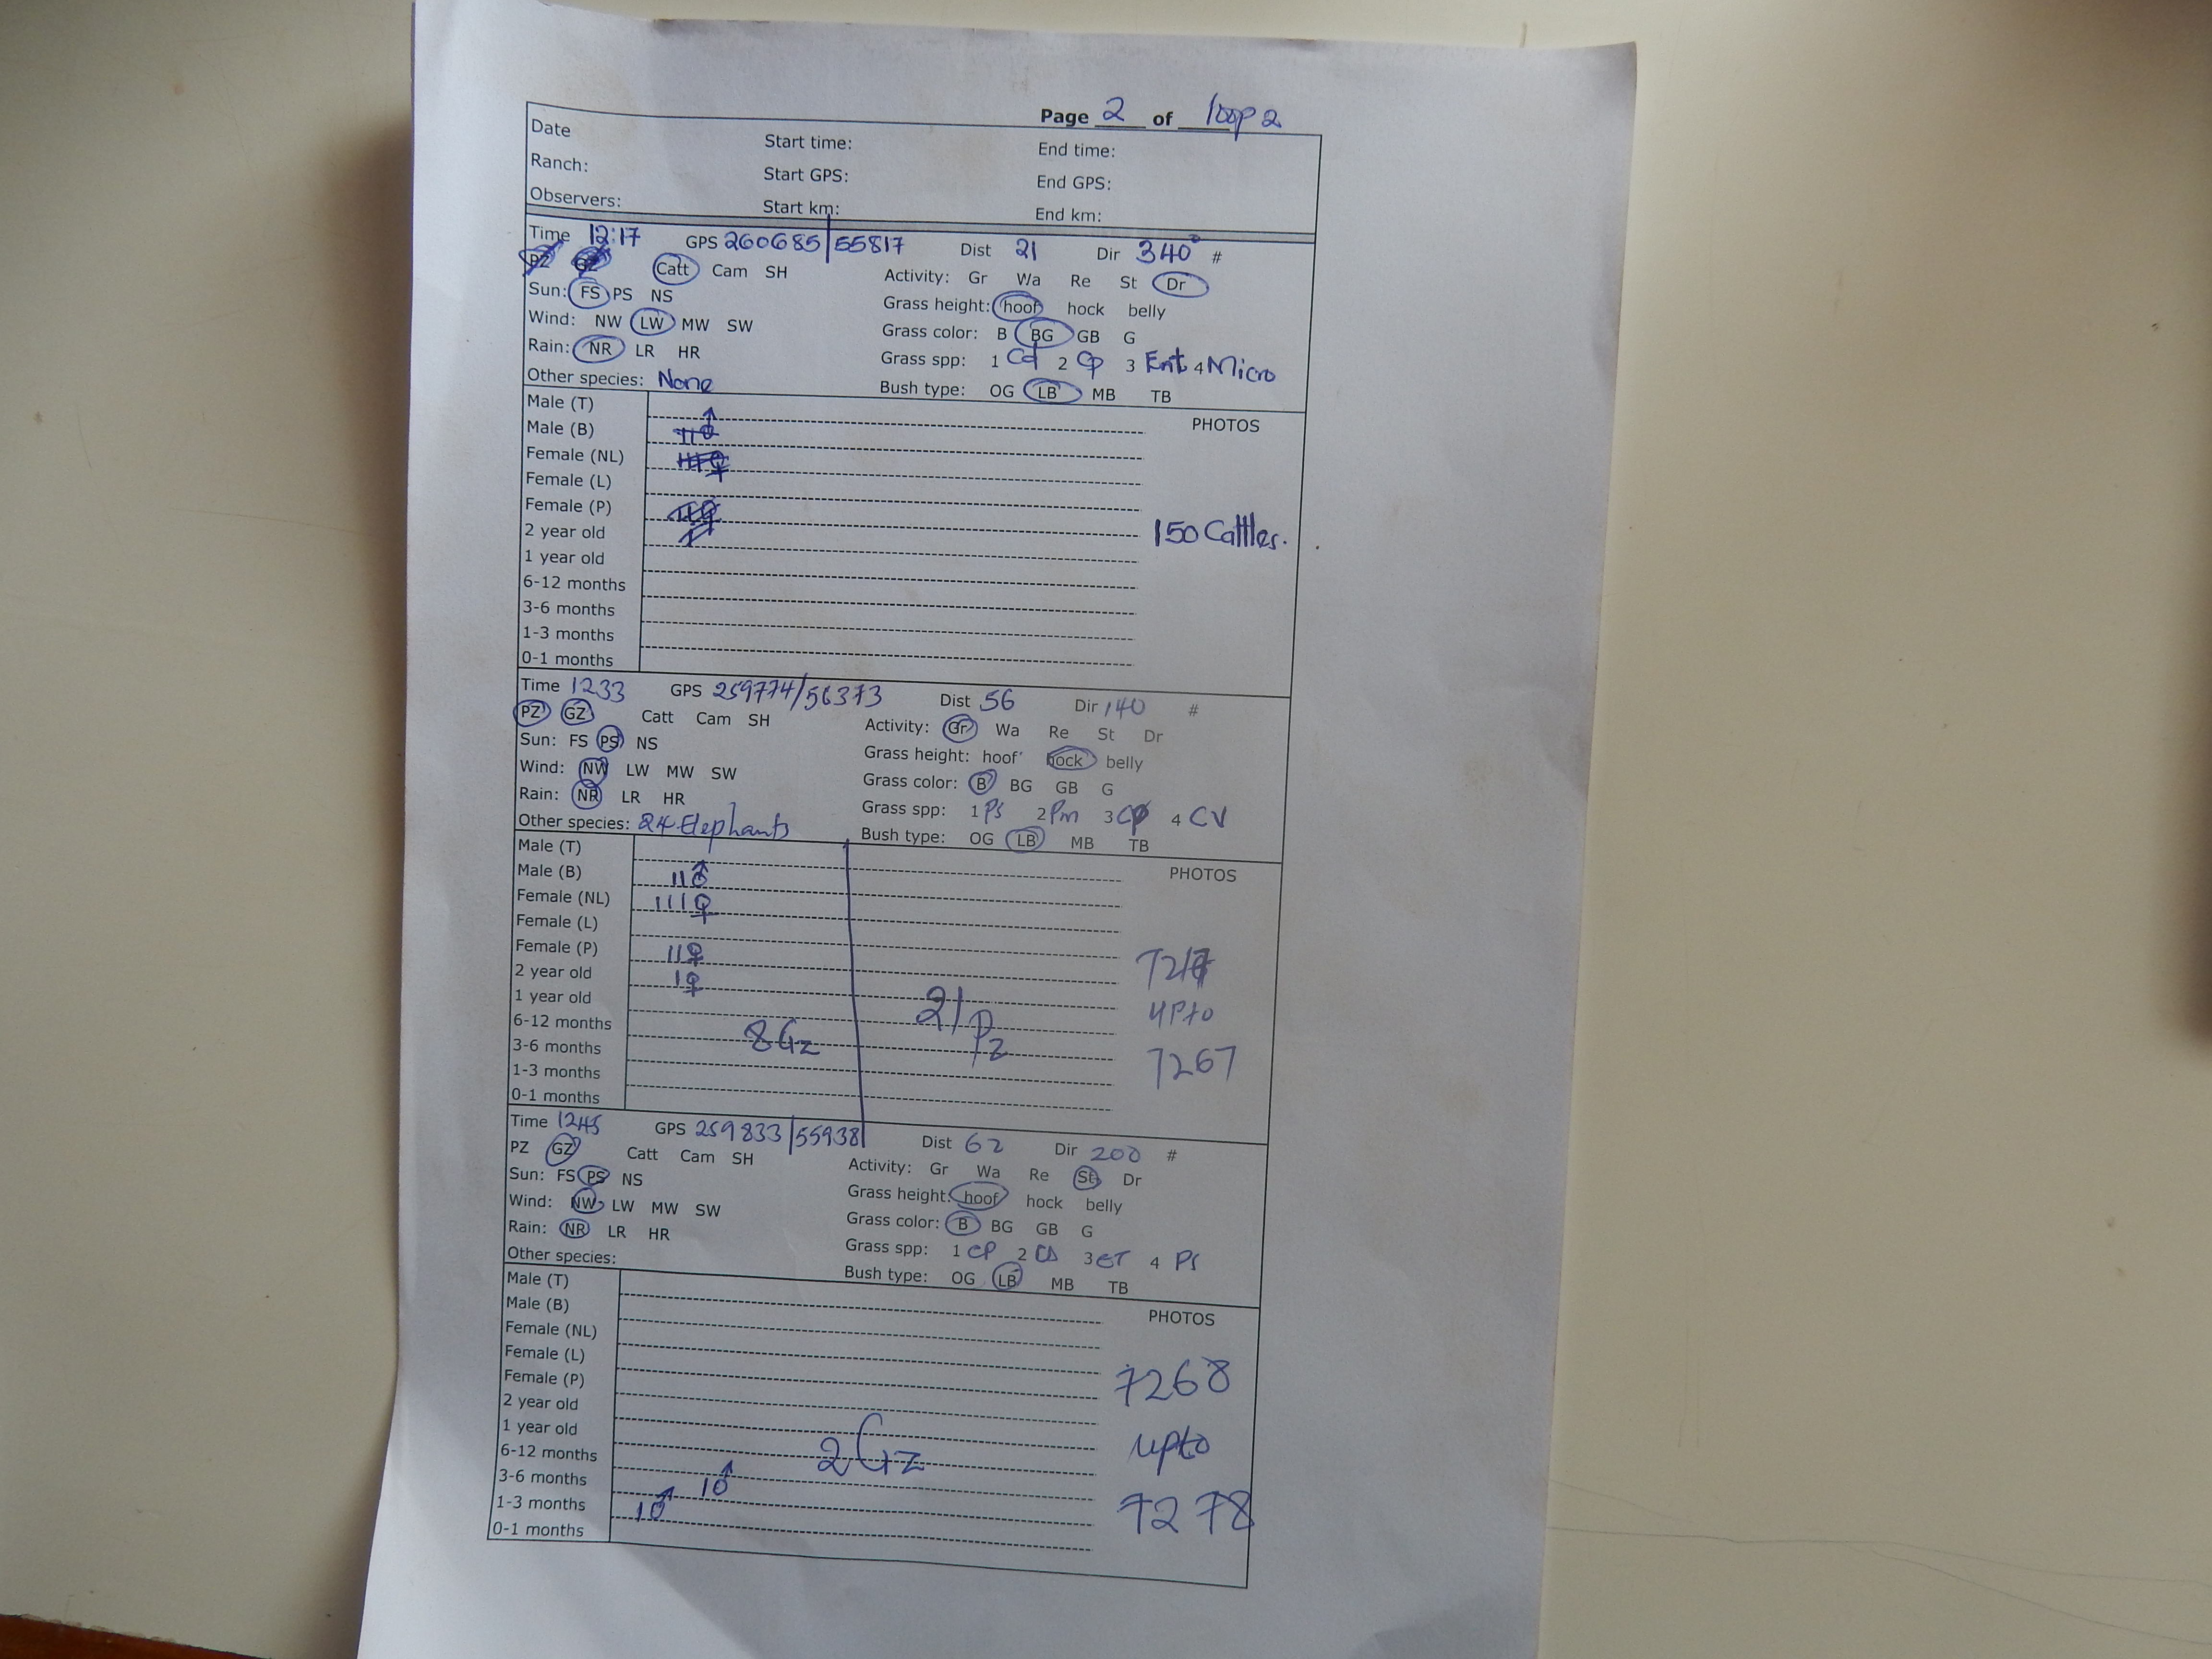 Page 2 of loop 2
Date Start time: End time:
Ranch: Start GPS: End GPS:
Observers: Start km: End km:
Time 12:17 GPS 260685/55817 Dist 21 Dir 340° #
PZ GZ Catt Cam SH Activity: Gr Wa Re St Dr
Sun: FS PS NS Grass height: hoof hock belly
Wind: NW LW MW SW Grass color: B BG GB G
Rain: NR LR HR Grass spp: 1 Cd 2 Cp 3 Ent 4 Micro
Other species: None Bush type: OG LB MB TB
Male (T) PHOTOS
Male (B)
Female (NL)
Female (L)
Female (P)
2 year old 150 Cattles.
1 year old
6-12 months
3-6 months
1-3 months
0-1 months
Time 1233 GPS 259774/56373 Dist 56 Dir 140 #
PZ GZ Catt Cam SH Activity: Gr Wa Re St Dr
Sun: FS PS NS Grass height: hoof hock belly
Wind: NW LW MW SW Grass color: B BG GB G
Rain: NR LR HR Grass spp: 1 Ps 2 Pm 3 Cp 4 CV
Other species: 24 Elephants Bush type: OG LB MB TB
Male (T) PHOTOS
Male (B) 11♂
Female (NL) 111♀
Female (L)
Female (P) 11♀
2 year old 1♀
1 year old 21 Pz upto
6-12 months 8 Gz
3-6 months 7267
1-3 months
0-1 months
Time 1245 GPS 259833/55938 Dist 62 Dir 200 #
PZ GZ Catt Cam SH Activity: Gr Wa Re St Dr
Sun: FS PS NS Grass height: hoof hock belly
Wind: NW LW MW SW Grass color: B BG GB G
Rain: NR LR HR Grass spp: 1 CP 2 CD 3 ET 4 PS
Other species: Bush type: OG LB MB TB
Male (T) PHOTOS
Male (B)
Female (NL)
Female (L)
Female (P) 7268
2 year old
1 year old upto
6-12 months 2 Gz
3-6 months 1♂
1-3 months 1♂ 7278
0-1 months